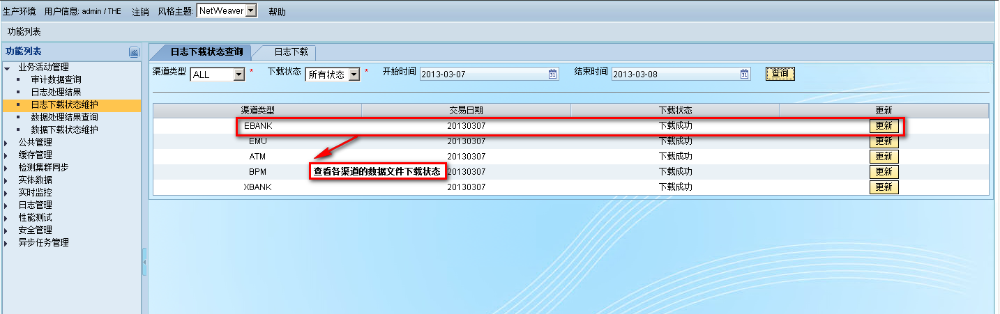 生产环境 用户信息: admin / THE 注销 风格主题: NetWeaver 帮助
功能列表
功能列表
业务活动管理
审计数据查询
日志处理结果
日志下载状态维护
数据处理结果查询
数据下载状态维护
公共管理
缓存管理
检测集群同步
实体数据
实时监控
日志管理
性能测试
安全管理
异步任务管理
日志下载状态查询 日志下载
渠道类型 ALL * 下载状态 所有状态 * 开始时间 2013-03-07 31 结束时间 2013-03-08 31 查询
渠道类型 交易日期 下载状态 更新
EBANK 20130307 下载成功 更新
EMU 20130307 下载成功 更新
ATM 20130307 下载成功 更新
BPM 20130307 下载成功 更新
XBANK 20130307 下载成功 更新
查看各渠道的数据文件下载状态